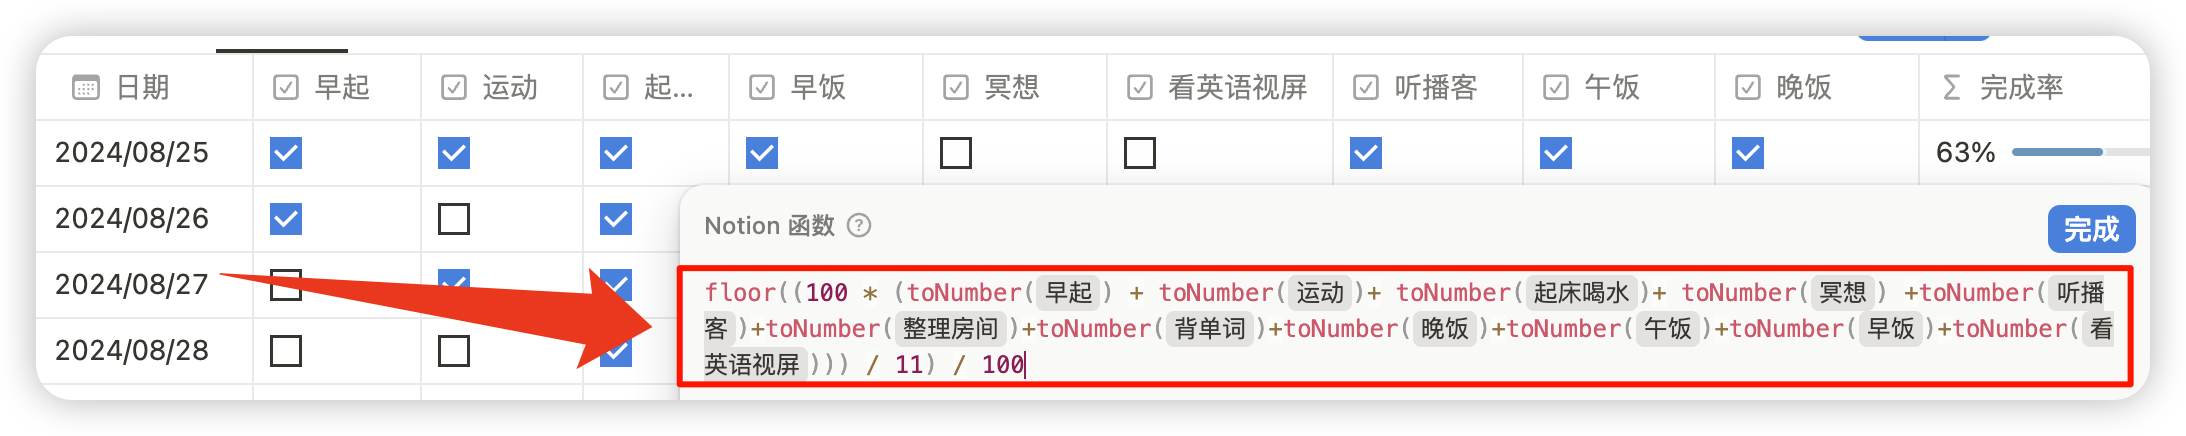 日期 早起 运动 起... 早饭 冥想 看英语视屏 听播客 午饭 晚饭 完成率
2024/08/25 63%
2024/08/26
2024/08/27
2024/08/28
Notion 函数 ?
完成
floor((100 * (toNumber(早起) + toNumber(运动)+ toNumber(起床喝水)+ toNumber(冥想) +toNumber(听播
客)+toNumber(整理房间)+toNumber(背单词)+toNumber(晚饭)+toNumber(午饭)+toNumber(早饭)+toNumber(看
英语视屏))) / 11) / 100